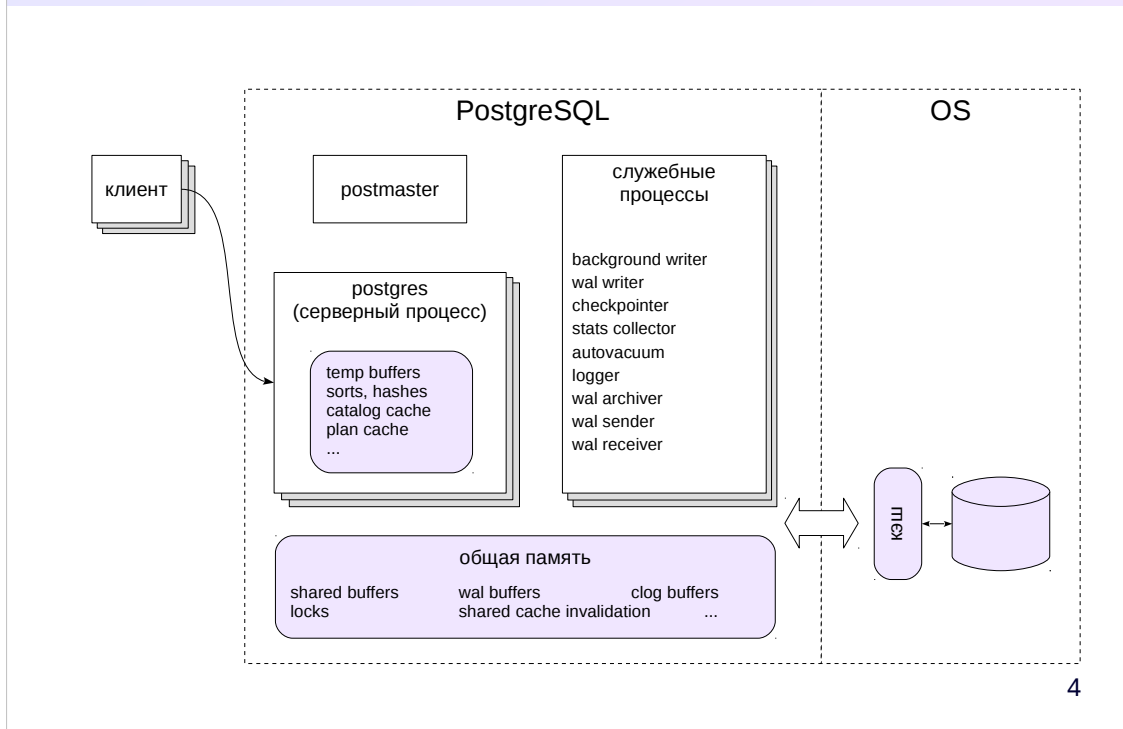 PostgreSQL
OS
клиент
postmaster
служебные
процессы
background writer
wal writer
checkpointer
stats collector
autovacuum
logger
wal archiver
wal sender
wal receiver
postgres
(серверный процесс)
temp buffers
sorts, hashes
catalog cache
plan cache
...
кэш
общая память
shared buffers wal buffers clog buffers
locks shared cache invalidation ...
4